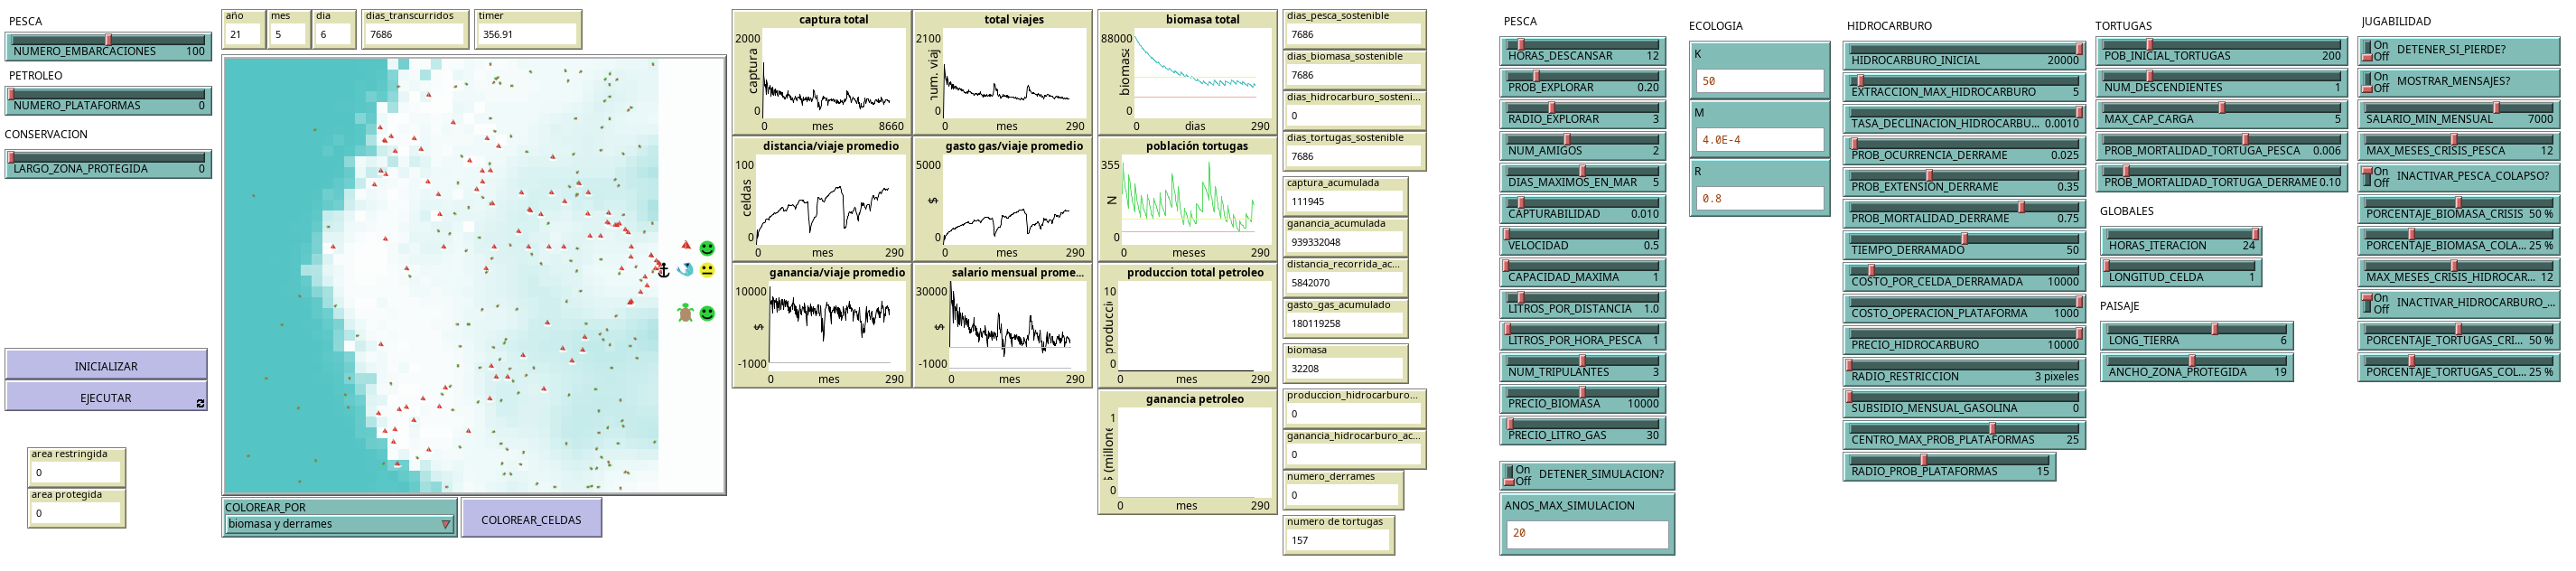 PESCA
NUMERO_EMBARCACIONES 100
PETROLEO
NUMERO_PLATAFORMAS 0
CONSERVACION
LARGO_ZONA_PROTEGIDA 0
INICIALIZAR
EJECUTAR
area restringida
0
area protegida
0
año
21
mes
5
dia
6
dias_transcurridos
7686
timer
356.91
COLOREAR_POR
biomasa y derrames
COLOREAR_CELDAS
captura total
2000
captura
0
0 mes 8660
total viajes
2100
num. viaj
0
0 mes 290
biomasa total
88000
biomasa
0
0 dias 290
distancia/viaje promedio
100
celdas
0
0 mes 290
gasto gas/viaje promedio
5000
$
0
0 mes 290
población tortugas
355
N
0
0 meses 290
ganancia/viaje promedio
10000
$
-1000
0 mes 290
salario mensual prome...
30000
$
-1000
0 mes 290
produccion total petroleo
10
producci
0
0 mes 290
ganancia petroleo
1
$ (millone
0
0 mes 290
dias_pesca_sostenible
7686
dias_biomasa_sostenible
7686
dias_hidrocarburo_sosteni...
0
dias_tortugas_sostenible
7686
captura_acumulada
111945
ganancia_acumulada
939332048
distancia_recorrida_ac...
5842070
gasto_gas_acumulado
180119258
biomasa
32208
produccion_hidrocarburo...
0
ganancia_hidrocarburo_ac...
0
numero_derrames
0
numero de tortugas
157
PESCA
HORAS_DESCANSAR 12
PROB_EXPLORAR 0.20
RADIO_EXPLORAR 3
NUM_AMIGOS 2
DIAS_MAXIMOS_EN_MAR 5
CAPTURABILIDAD 0.010
VELOCIDAD 0.5
CAPACIDAD_MAXIMA 1
LITROS_POR_DISTANCIA 1.0
LITROS_POR_HORA_PESCA 1
NUM_TRIPULANTES 3
PRECIO_BIOMASA 10000
PRECIO_LITRO_GAS 30
On
Off
DETENER_SIMULACION?
ANOS_MAX_SIMULACION
20
ECOLOGIA
K
50
M
4.0E-4
R
0.8
HIDROCARBURO
HIDROCARBURO_INICIAL 20000
EXTRACCION_MAX_HIDROCARBURO 5
TASA_DECLINACION_HIDROCARBU... 0.0010
PROB_OCURRENCIA_DERRAME 0.025
PROB_EXTENSION_DERRAME 0.35
PROB_MORTALIDAD_DERRAME 0.75
TIEMPO_DERRAMADO 50
COSTO_POR_CELDA_DERRAMADA 10000
COSTO_OPERACION_PLATAFORMA 1000
PRECIO_HIDROCARBURO 10000
RADIO_RESTRICCION 3 pixeles
SUBSIDIO_MENSUAL_GASOLINA 0
CENTRO_MAX_PROB_PLATAFORMAS 25
RADIO_PROB_PLATAFORMAS 15
TORTUGAS
POB_INICIAL_TORTUGAS 200
NUM_DESCENDIENTES 1
MAX_CAP_CARGA 5
PROB_MORTALIDAD_TORTUGA_PESCA 0.006
PROB_MORTALIDAD_TORTUGA_DERRAME 0.10
GLOBALES
HORAS_ITERACION 24
LONGITUD_CELDA 1
PAISAJE
LONG_TIERRA 6
ANCHO_ZONA_PROTEGIDA 19
JUGABILIDAD
On
Off
DETENER_SI_PIERDE?
On
Off
MOSTRAR_MENSAJES?
SALARIO_MIN_MENSUAL 7000
MAX_MESES_CRISIS_PESCA 12
On
Off
INACTIVAR_PESCA_COLAPSO?
PORCENTAJE_BIOMASA_CRISIS 50 %
PORCENTAJE_BIOMASA_COLA... 25 %
MAX_MESES_CRISIS_HIDROCAR... 12
On
Off
INACTIVAR_HIDROCARBURO_...
PORCENTAJE_TORTUGAS_CRI... 50 %
PORCENTAJE_TORTUGAS_COL... 25 %